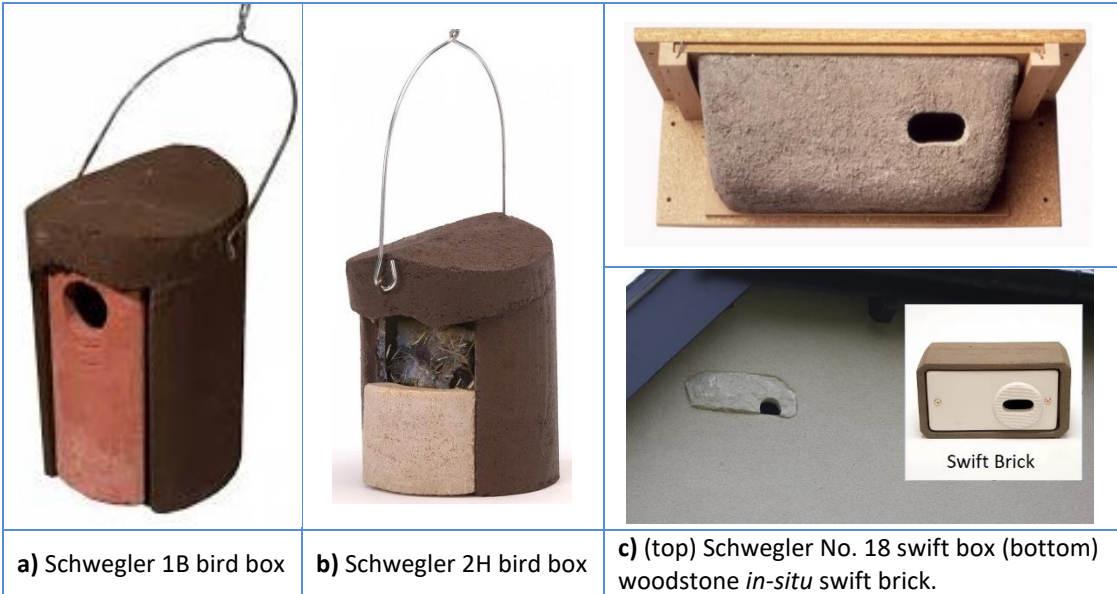 Swift Brick
a) Schwegler 1B bird box
b) Schwegler 2H bird box
c) (top) Schwegler No. 18 swift box (bottom)
woodstone in-situ swift brick.